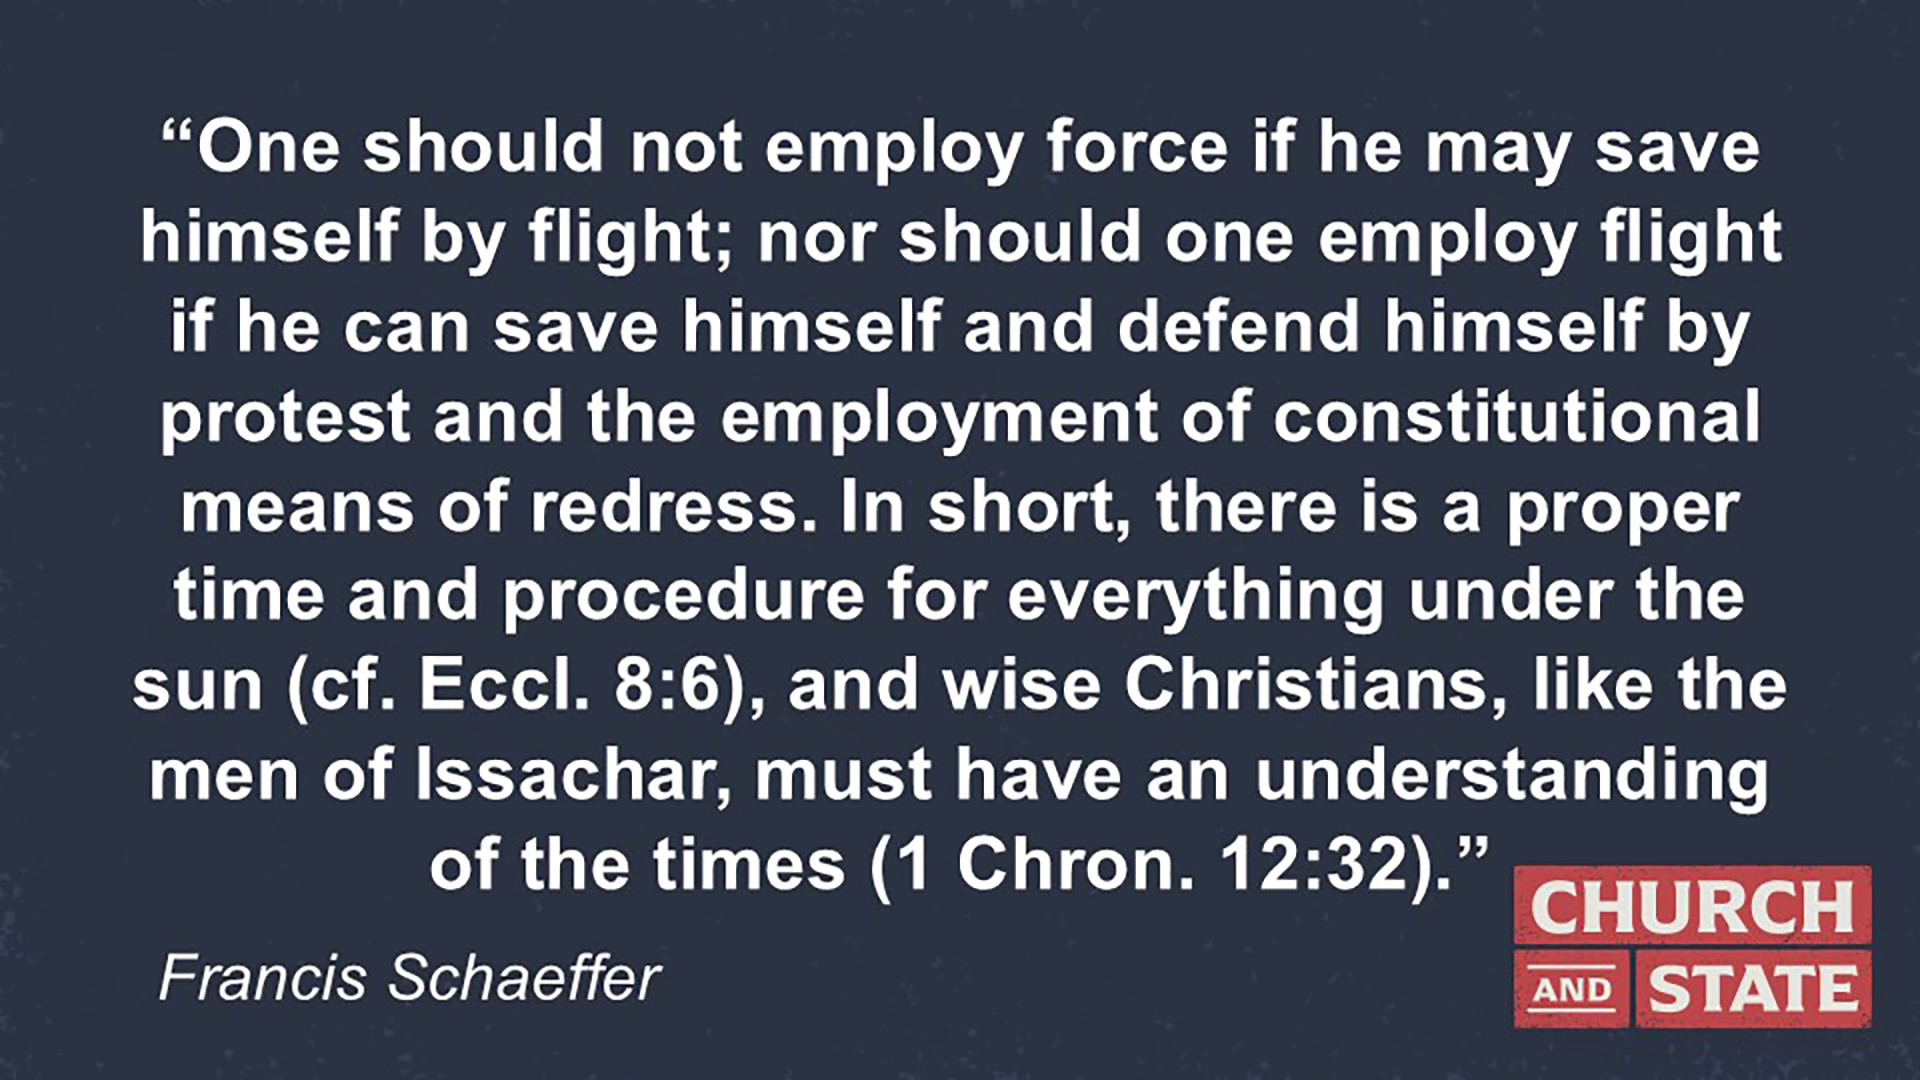 “One should not employ force if he may save
himself by flight; nor should one employ flight
if he can save himself and defend himself by
protest and the employment of constitutional
means of redress. In short, there is a proper
time and procedure for everything under the
sun (cf. Eccl. 8:6), and wise Christians, like the
men of Issachar, must have an understanding
of the times (1 Chron. 12:32).”
Francis Schaeffer
CHURCH
AND STATE